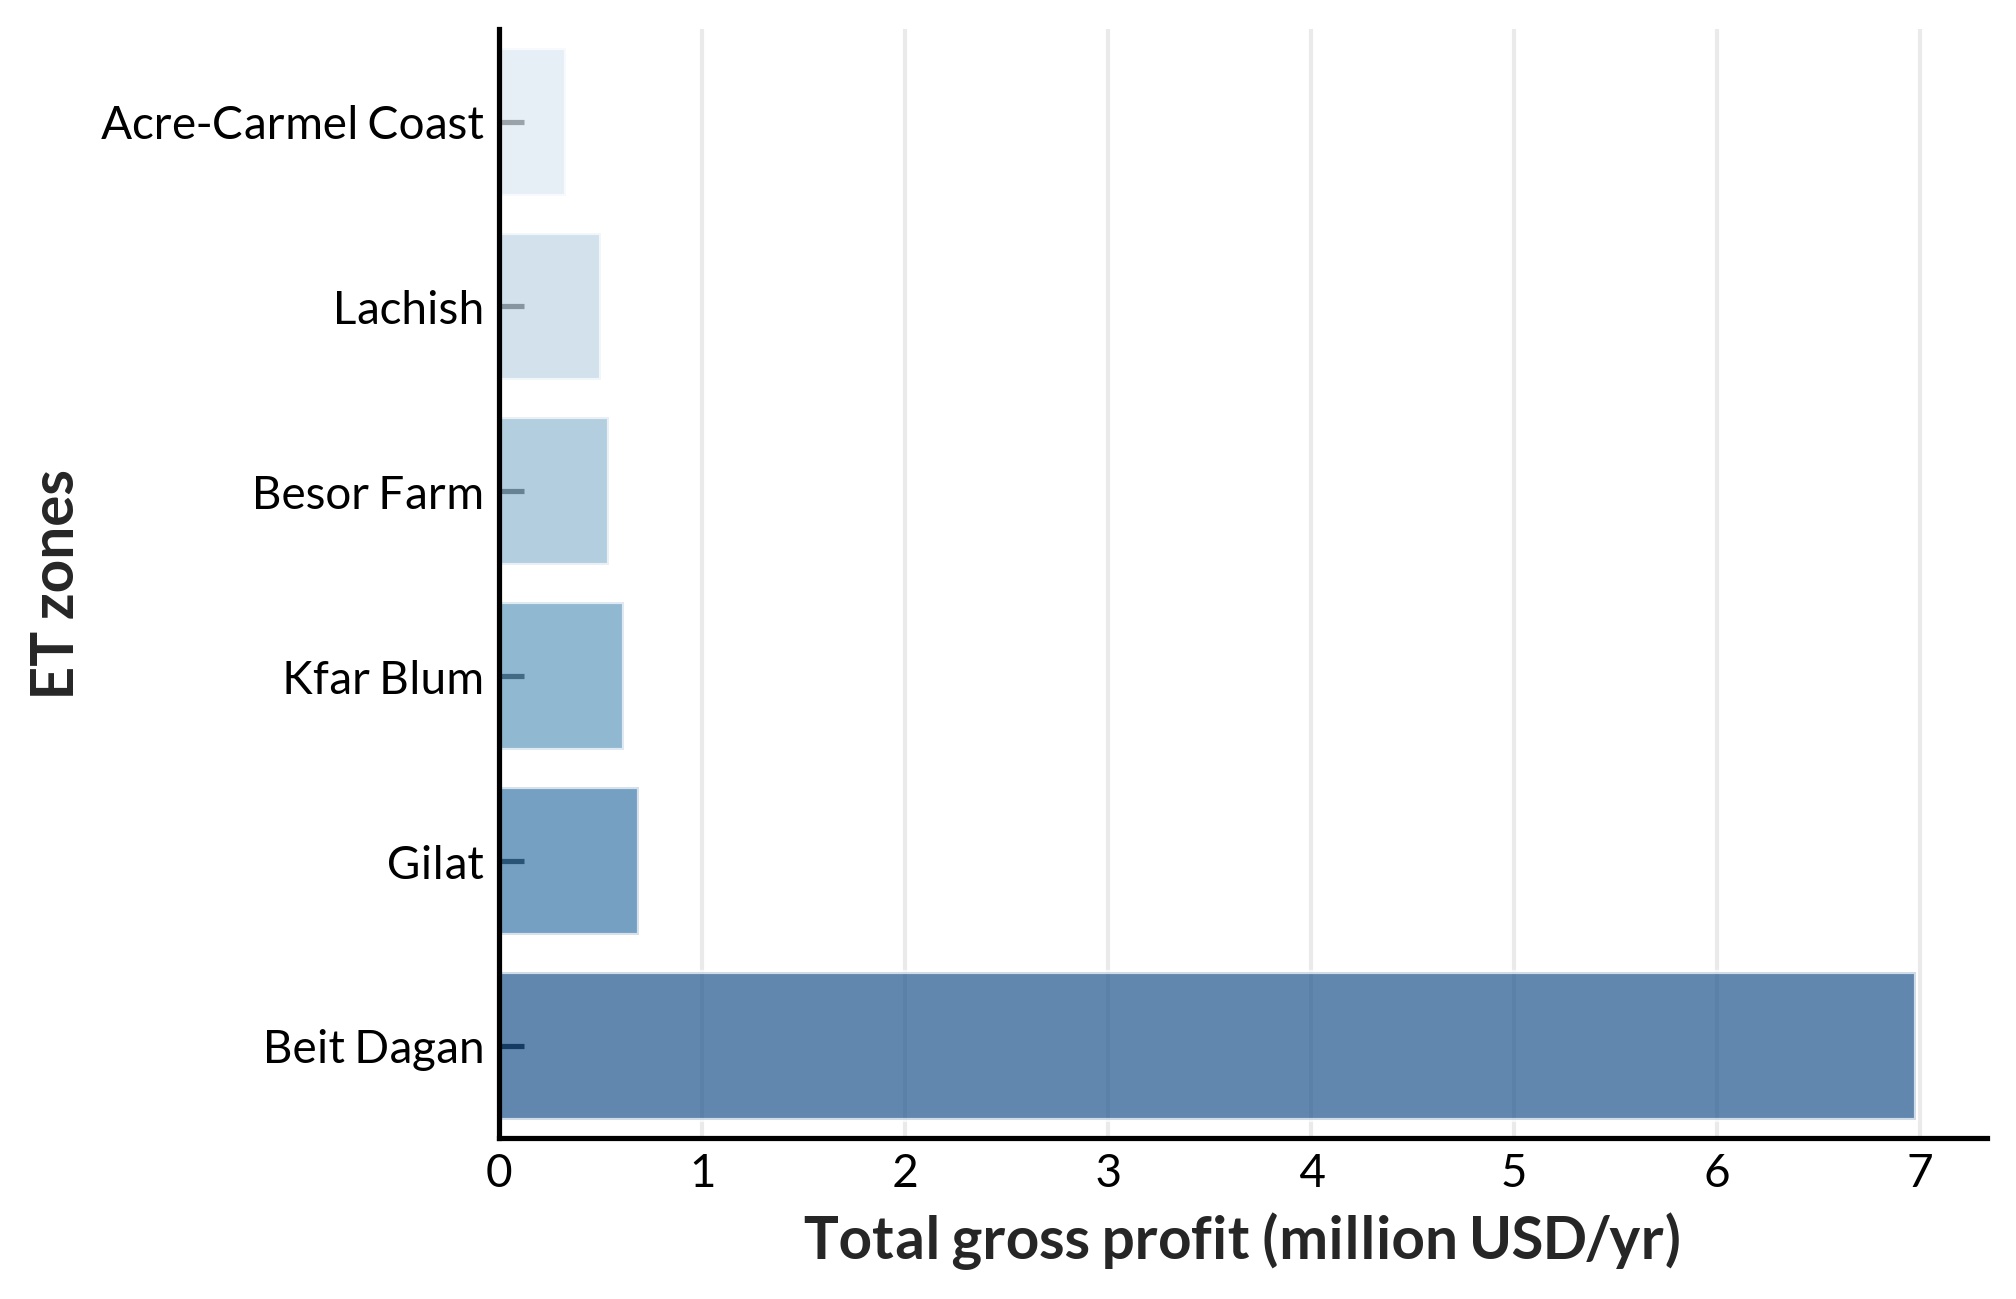 Acre-Carmel Coast
Lachish
Besor Farm
Kfar Blum
Gilat
Beit Dagan
ET zones
0 1 2 3 4 5 6 7
Total gross profit (million USD/yr)